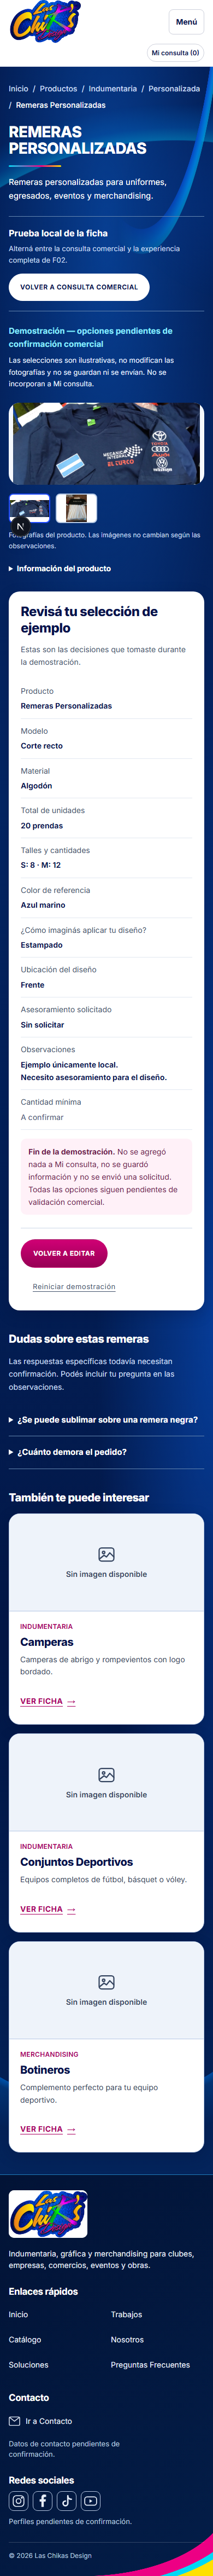 Las
Chikas
Design
Menú
Mi consulta (0)
Inicio / Productos / Indumentaria / Personalizada
/ Remeras Personalizadas
REMERAS
PERSONALIZADAS
Remeras personalizadas para uniformes,
egresados, eventos y merchandising.
Prueba local de la ficha
Alterná entre la consulta comercial y la experiencia
completa de F02.
VOLVER A CONSULTA COMERCIAL
Demostración — opciones pendientes de
confirmación comercial
Las selecciones son ilustrativas, no modifican las
fotografías y no se guardan ni se envían. No se
incorporan a Mi consulta.
MECANICA INTEGRAL
EL CUECO
TOYOTA
Audi
N
Fotografías del producto. Las imágenes no cambian según las
observaciones.
Información del producto
Revisá tu selección de
ejemplo
Estas son las decisiones que tomaste durante
la demostración.
Producto
Remeras Personalizadas
Modelo
Corte recto
Material
Algodón
Total de unidades
20 prendas
Talles y cantidades
S: 8 · M: 12
Color de referencia
Azul marino
¿Cómo imaginás aplicar tu diseño?
Estampado
Ubicación del diseño
Frente
Asesoramiento solicitado
Sin solicitar
Observaciones
Ejemplo únicamente local.
Necesito asesoramiento para el diseño.
Cantidad mínima
A confirmar
Fin de la demostración. No se agregó
nada a Mi consulta, no se guardó
información y no se envió una solicitud.
Todas las opciones siguen pendientes de
validación comercial.
VOLVER A EDITAR
Reiniciar demostración
Dudas sobre estas remeras
Las respuestas específicas todavía necesitan
confirmación. Podés incluir tu pregunta en las
observaciones.
¿Se puede sublimar sobre una remera negra?
¿Cuánto demora el pedido?
También te puede interesar
Sin imagen disponible
INDUMENTARIA
Camperas
Camperas de abrigo y rompevientos con logo
bordado.
VER FICHA →
Sin imagen disponible
INDUMENTARIA
Conjuntos Deportivos
Equipos completos de fútbol, básquet o vóley.
VER FICHA →
Sin imagen disponible
MERCHANDISING
Botineros
Complemento perfecto para tu equipo
deportivo.
VER FICHA →
Las
Chikas
Design
Indumentaria, gráfica y merchandising para clubes,
empresas, comercios, eventos y obras.
Enlaces rápidos
Inicio
Trabajos
Catálogo
Nosotros
Soluciones
Preguntas Frecuentes
Contacto
Ir a Contacto
Datos de contacto pendientes de
confirmación.
Redes sociales
Perfiles pendientes de confirmación.
© 2026 Las Chikas Design